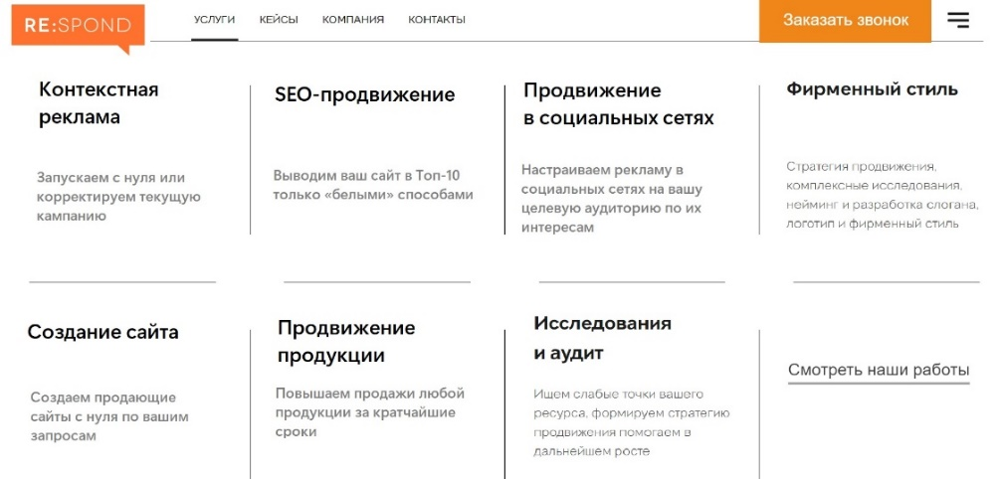 RE:SPOND
УСЛУГИ КЕЙСЫ КОМПАНИЯ КОНТАКТЫ
Заказать звонок
Контекстная
реклама
Запускаем с нуля или
корректируем текущую
кампанию
SEO-продвижение
Выводим ваш сайт в Топ-10
только «белыми» способами
Продвижение
в социальных сетях
Настраиваем рекламу в
социальных сетях на вашу
целевую аудиторию по их
интересам
Фирменный стиль
Стратегия продвижения,
комплексные исследования,
нейминг и разработка слогана,
логотип и фирменный стиль
Создание сайта
Создаем продающие
сайты с нуля по вашим
запросам
Продвижение
продукции
Повышаем продажи любой
продукции за кратчайшие
сроки
Исследования
и аудит
Ищем слабые точки вашего
ресурса, формируем стратегию
продвижения помогаем в
дальнейшем росте
Смотреть наши работы